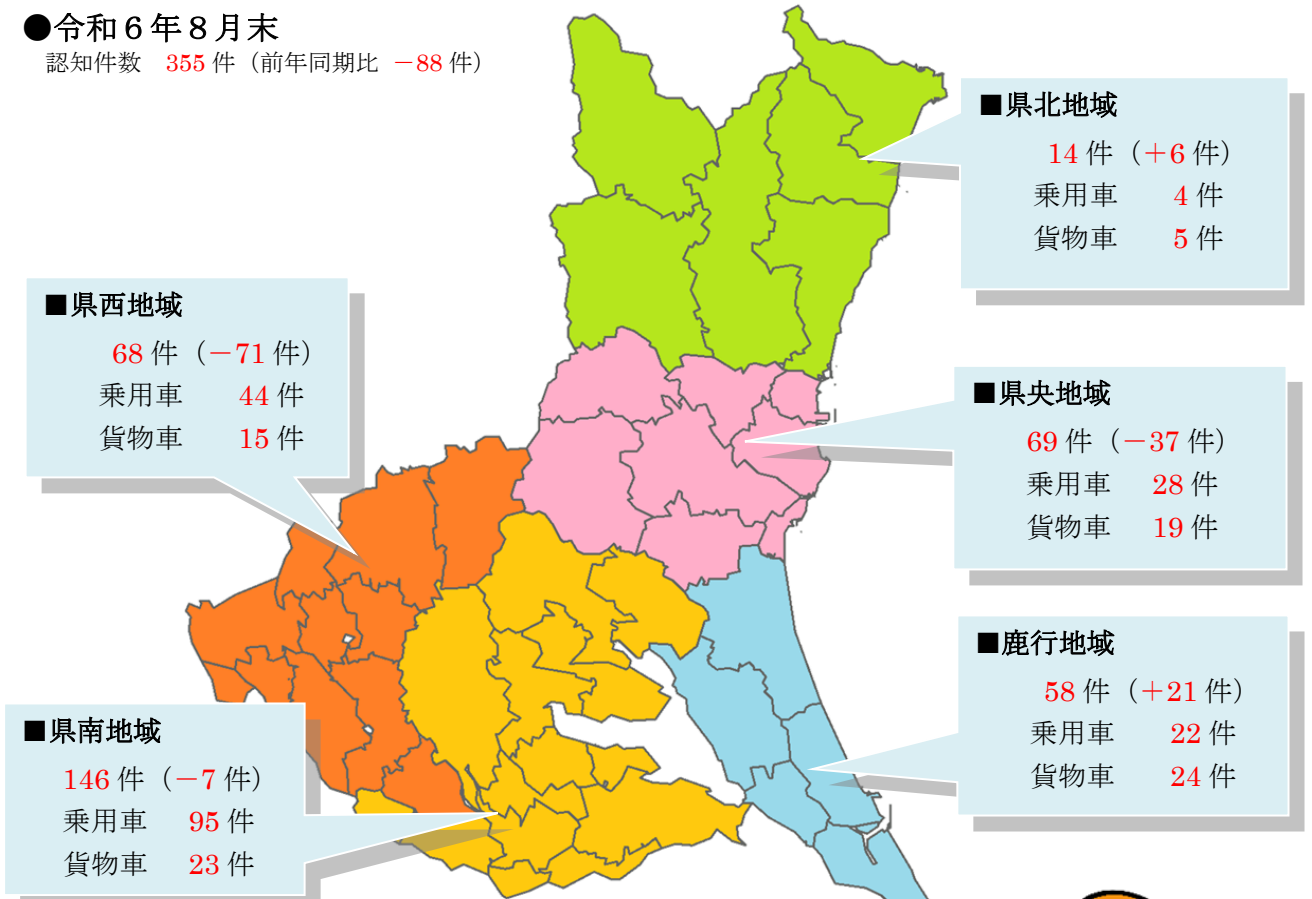 ●令和６年８月末
認知件数　355 件（前年同期比　－88 件）
■県北地域
14 件（＋6 件）
乗用車　4 件
貨物車　5 件
■県西地域
68 件（－71 件）
乗用車　44 件
貨物車　15 件
■県央地域
69 件（－37 件）
乗用車　28 件
貨物車　19 件
■鹿行地域
58 件（＋21 件）
乗用車　22 件
貨物車　24 件
■県南地域
146 件（－7 件）
乗用車　95 件
貨物車　23 件